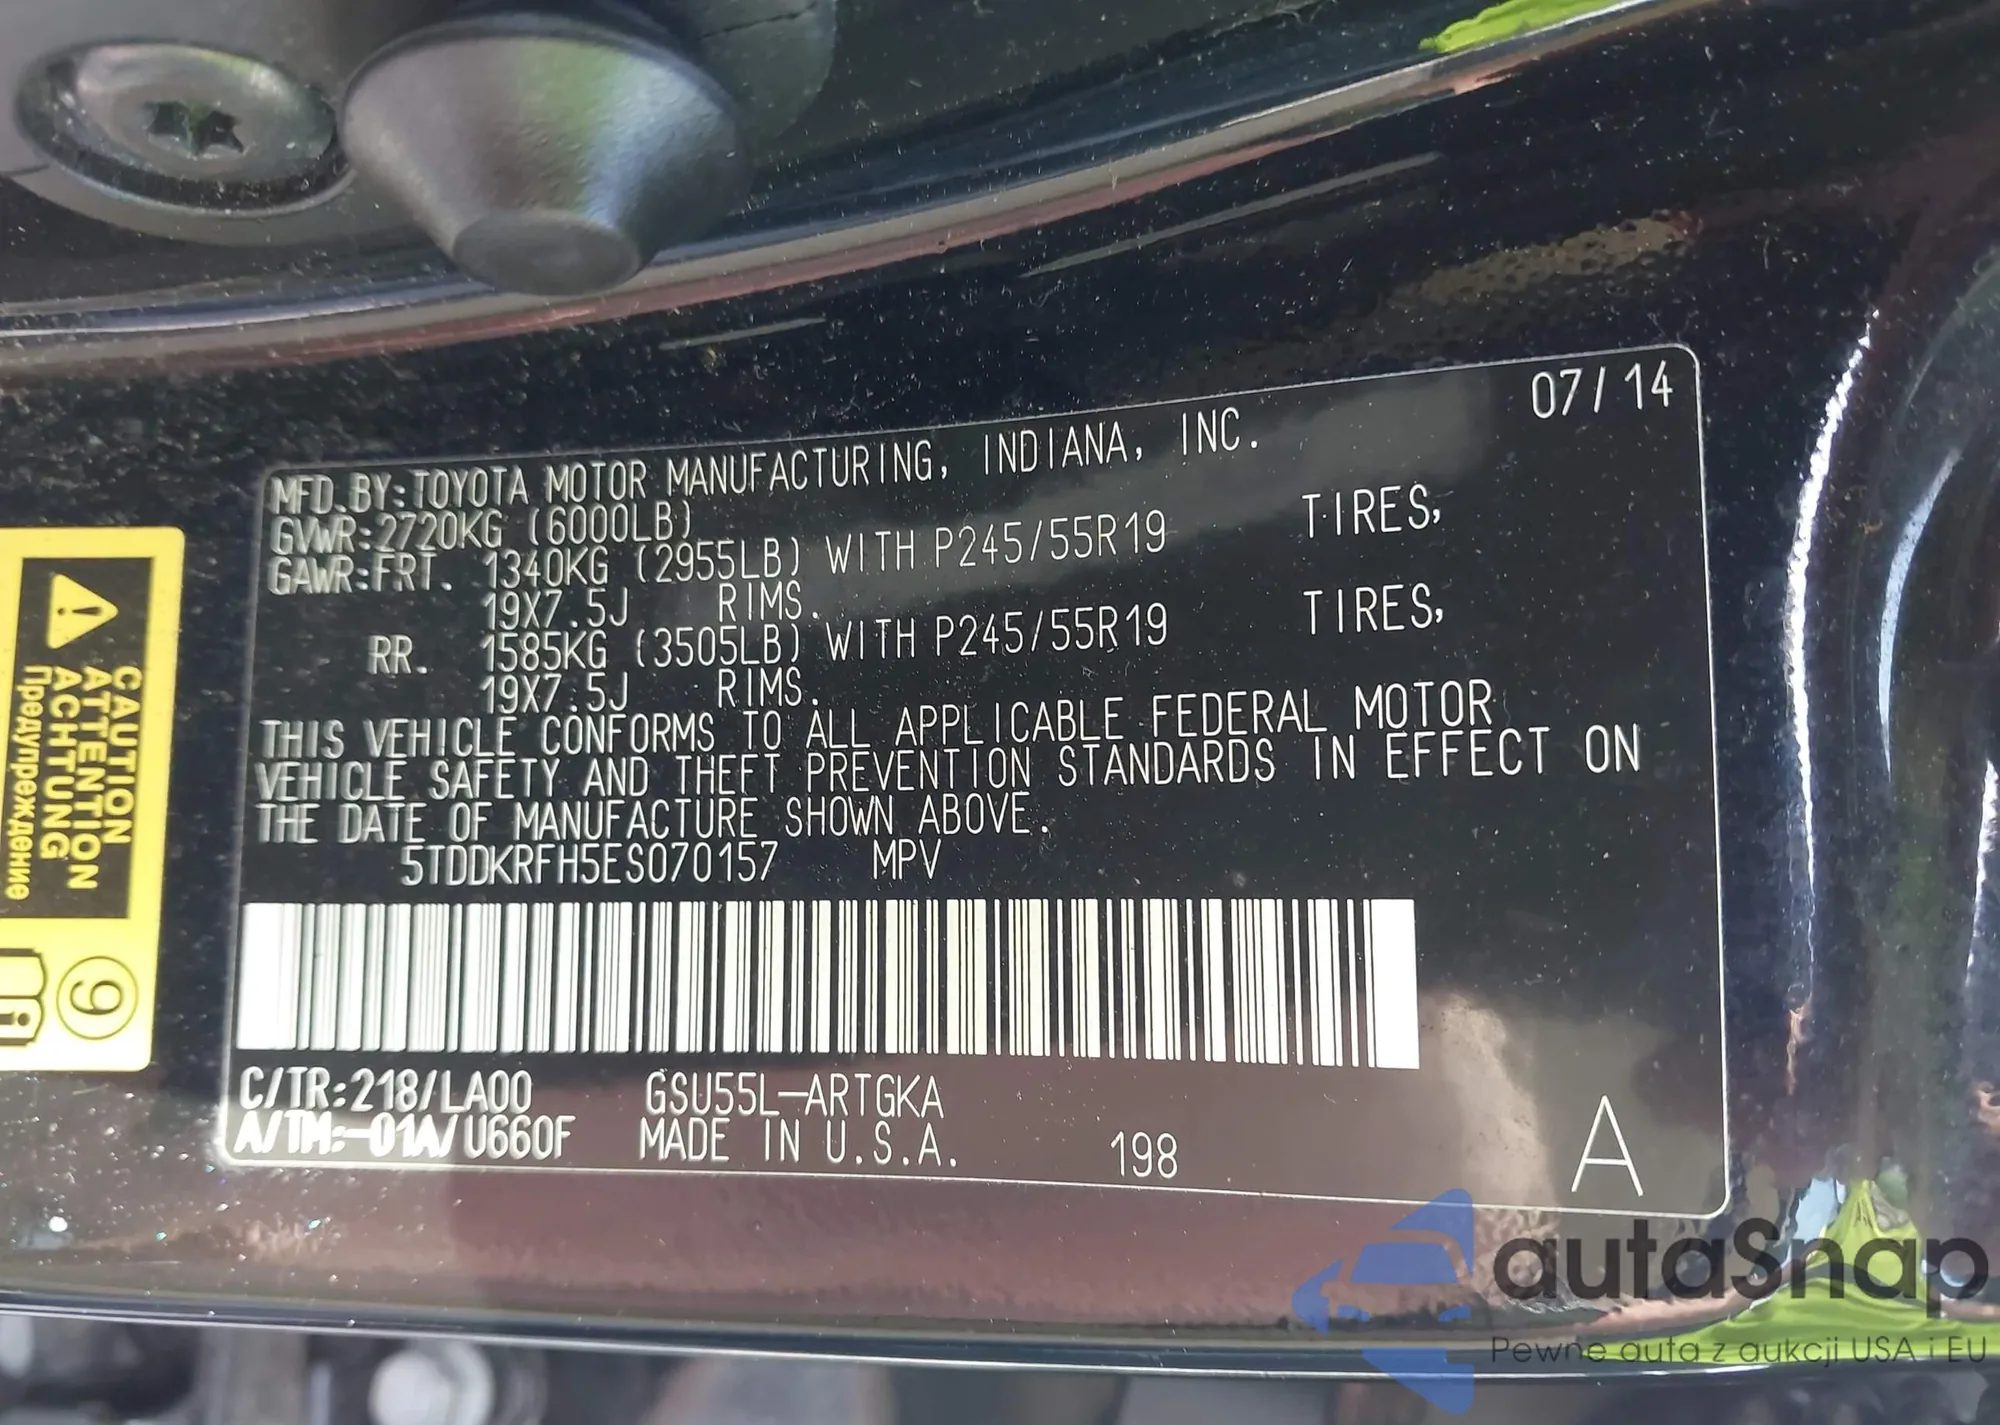 07/14
MFD.BY:TOYOTA MOTOR MANUFACTURING, INDIANA, INC.
GVWR:2720KG (6000LB)
GAWR:FRT. 1340KG (2955LB) WITH P245/55R19 TIRES,
19X7.5J RIMS.
RR. 1585KG (3505LB) WITH P245/55R19 TIRES,
19X7.5J RIMS.
THIS VEHICLE CONFORMS TO ALL APPLICABLE FEDERAL MOTOR
VEHICLE SAFETY AND THEFT PREVENTION STANDARDS IN EFFECT ON
THE DATE OF MANUFACTURE SHOWN ABOVE.
5TDDKRFH5ES070157 MPV
C/TR:218/LA00 GSU55L-ARTGKA
A/TM:-01A/U660F MADE IN U.S.A. 198 A
CAUTION
ATTENTION
ACHTUNG
Предупреждение
9
i
autaSnap
Pewne auta z aukcji USA i EU